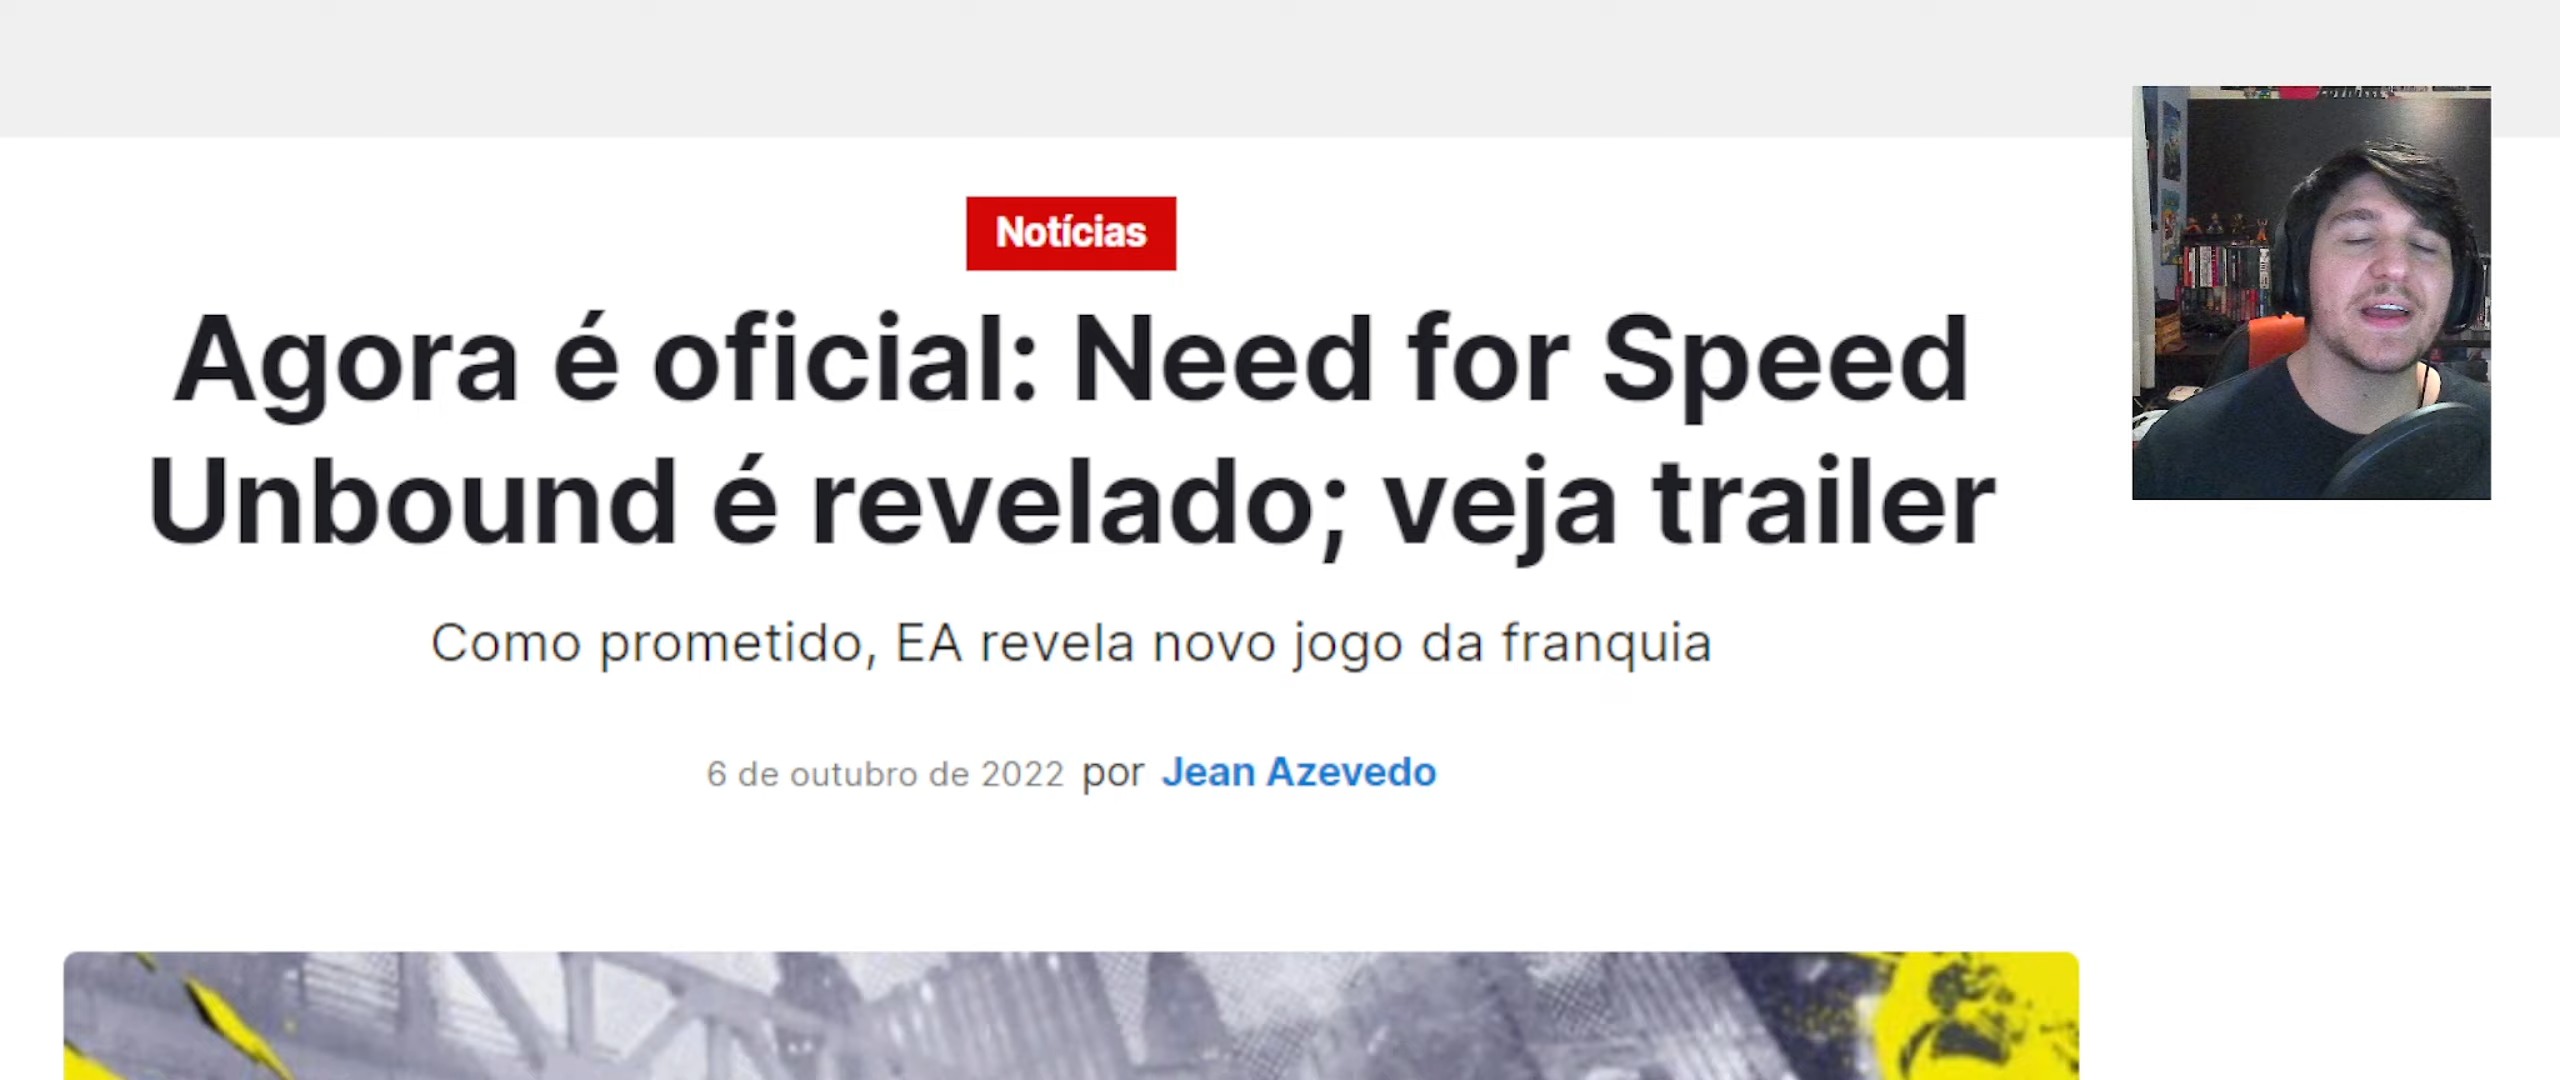 Notícias
Agora é oficial: Need for Speed
Unbound é revelado; veja trailer
Como prometido, EA revela novo jogo da franquia
6 de outubro de 2022 por Jean Azevedo